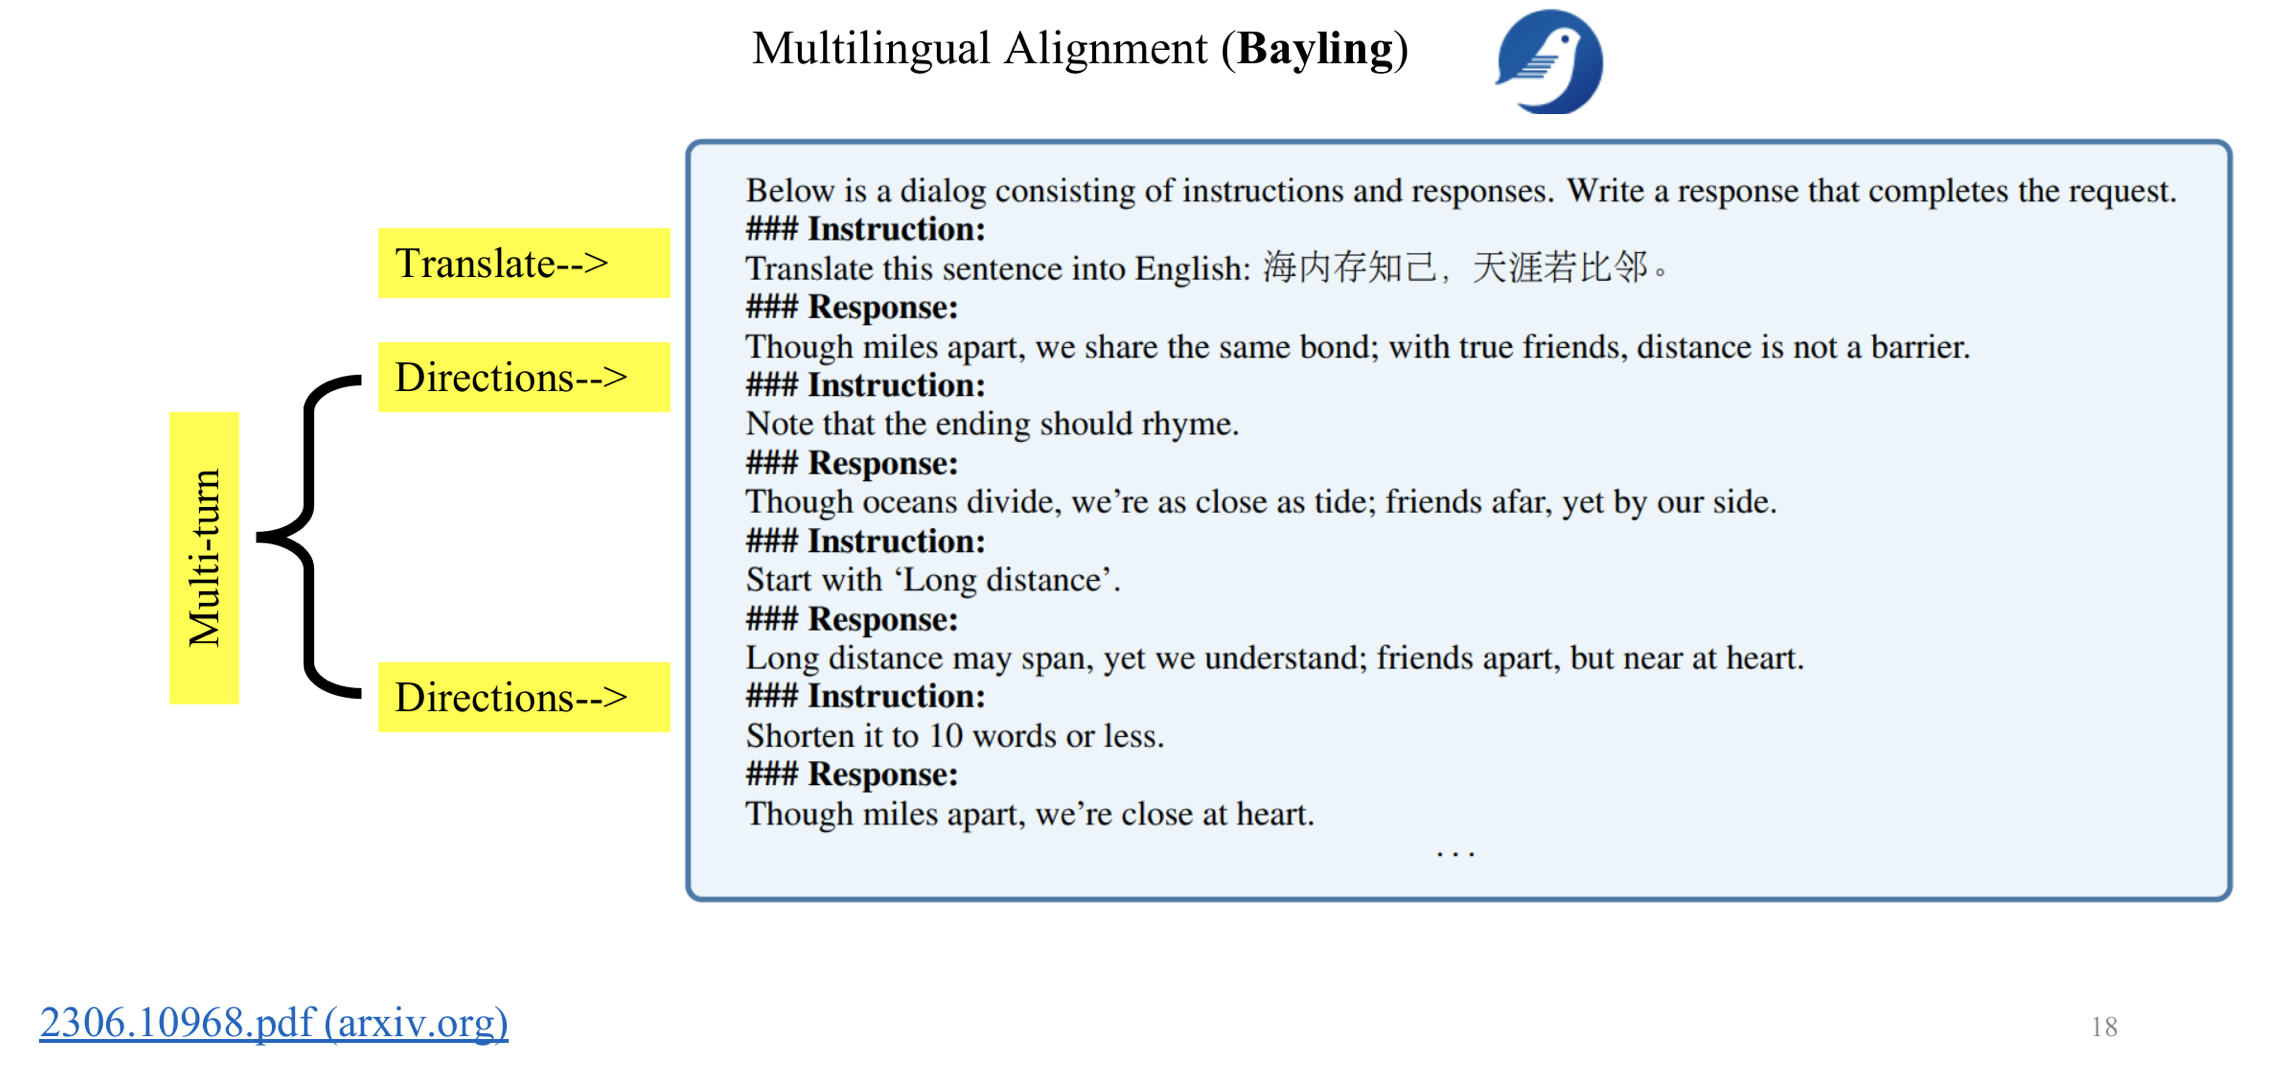 Multilingual Alignment (Bayling)
Translate-->
Directions-->
Multi-turn
Directions-->
Below is a dialog consisting of instructions and responses. Write a response that completes the request.
### Instruction:
Translate this sentence into English: 海内存知己，天涯若比邻。
### Response:
Though miles apart, we share the same bond; with true friends, distance is not a barrier.
### Instruction:
Note that the ending should rhyme.
### Response:
Though oceans divide, we’re as close as tide; friends afar, yet by our side.
### Instruction:
Start with ‘Long distance’.
### Response:
Long distance may span, yet we understand; friends apart, but near at heart.
### Instruction:
Shorten it to 10 words or less.
### Response:
Though miles apart, we’re close at heart.
...
2306.10968.pdf (arxiv.org)
18